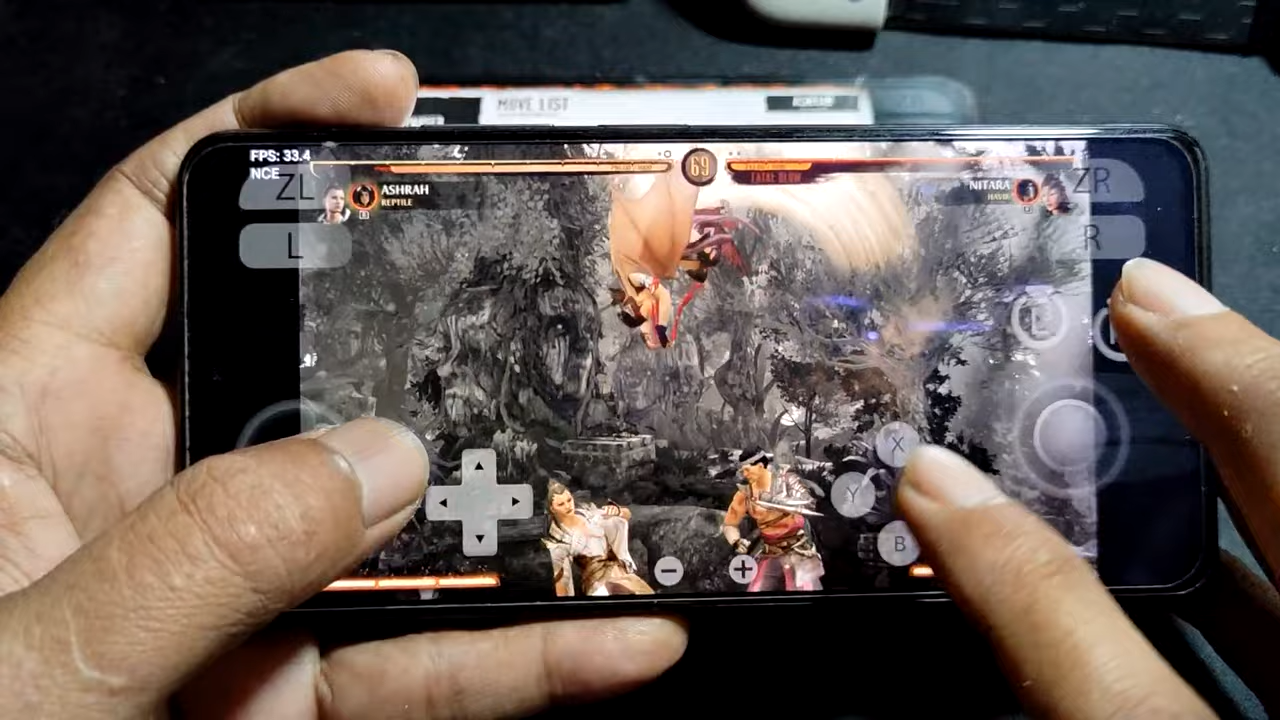 MOVE LIST
FPS: 33.4
NCE
ZL
ZR
L
R
69
FATAL BLOW
ASHRAH
REPTILE
NITARA
HAVIK
L
X
Y
B